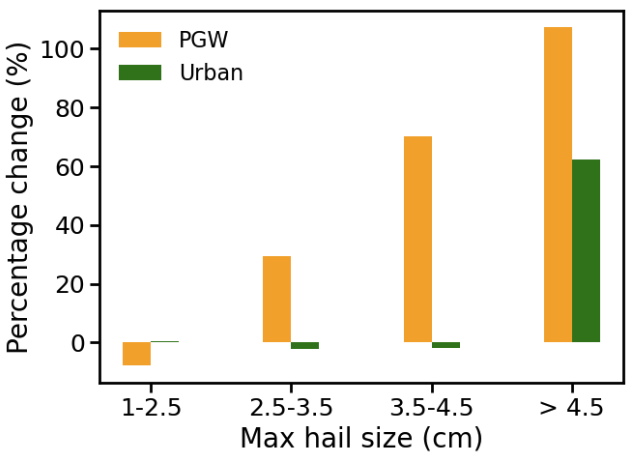 PGW
Urban
Percentage change (%)
100
80
60
40
20
0
1-2.5
2.5-3.5
3.5-4.5
> 4.5
Max hail size (cm)